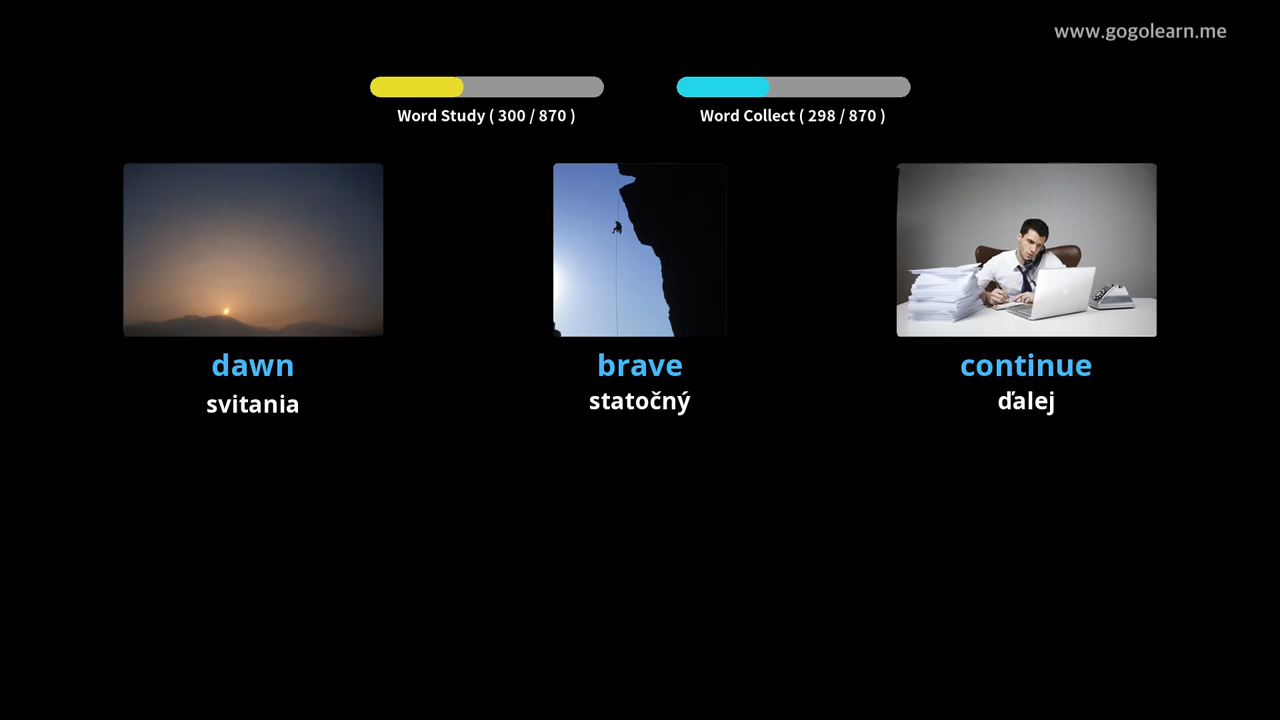 www.gogolearn.me
Word Study ( 300 / 870 )
Word Collect ( 298 / 870 )
dawn
svitania
brave
statočný
continue
ďalej